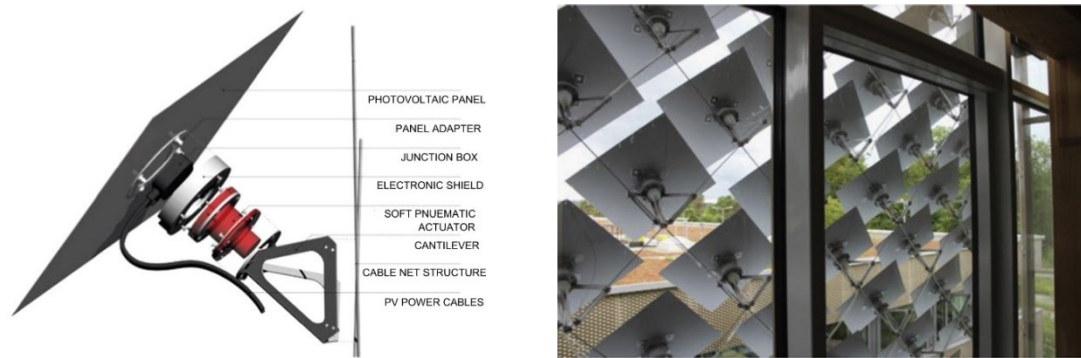 PHOTOVOLTAIC PANEL
PANEL ADAPTER
JUNCTION BOX
ELECTRONIC SHIELD
SOFT PNUEMATIC
ACTUATOR
CANTILEVER
CABLE NET STRUCTURE
PV POWER CABLES